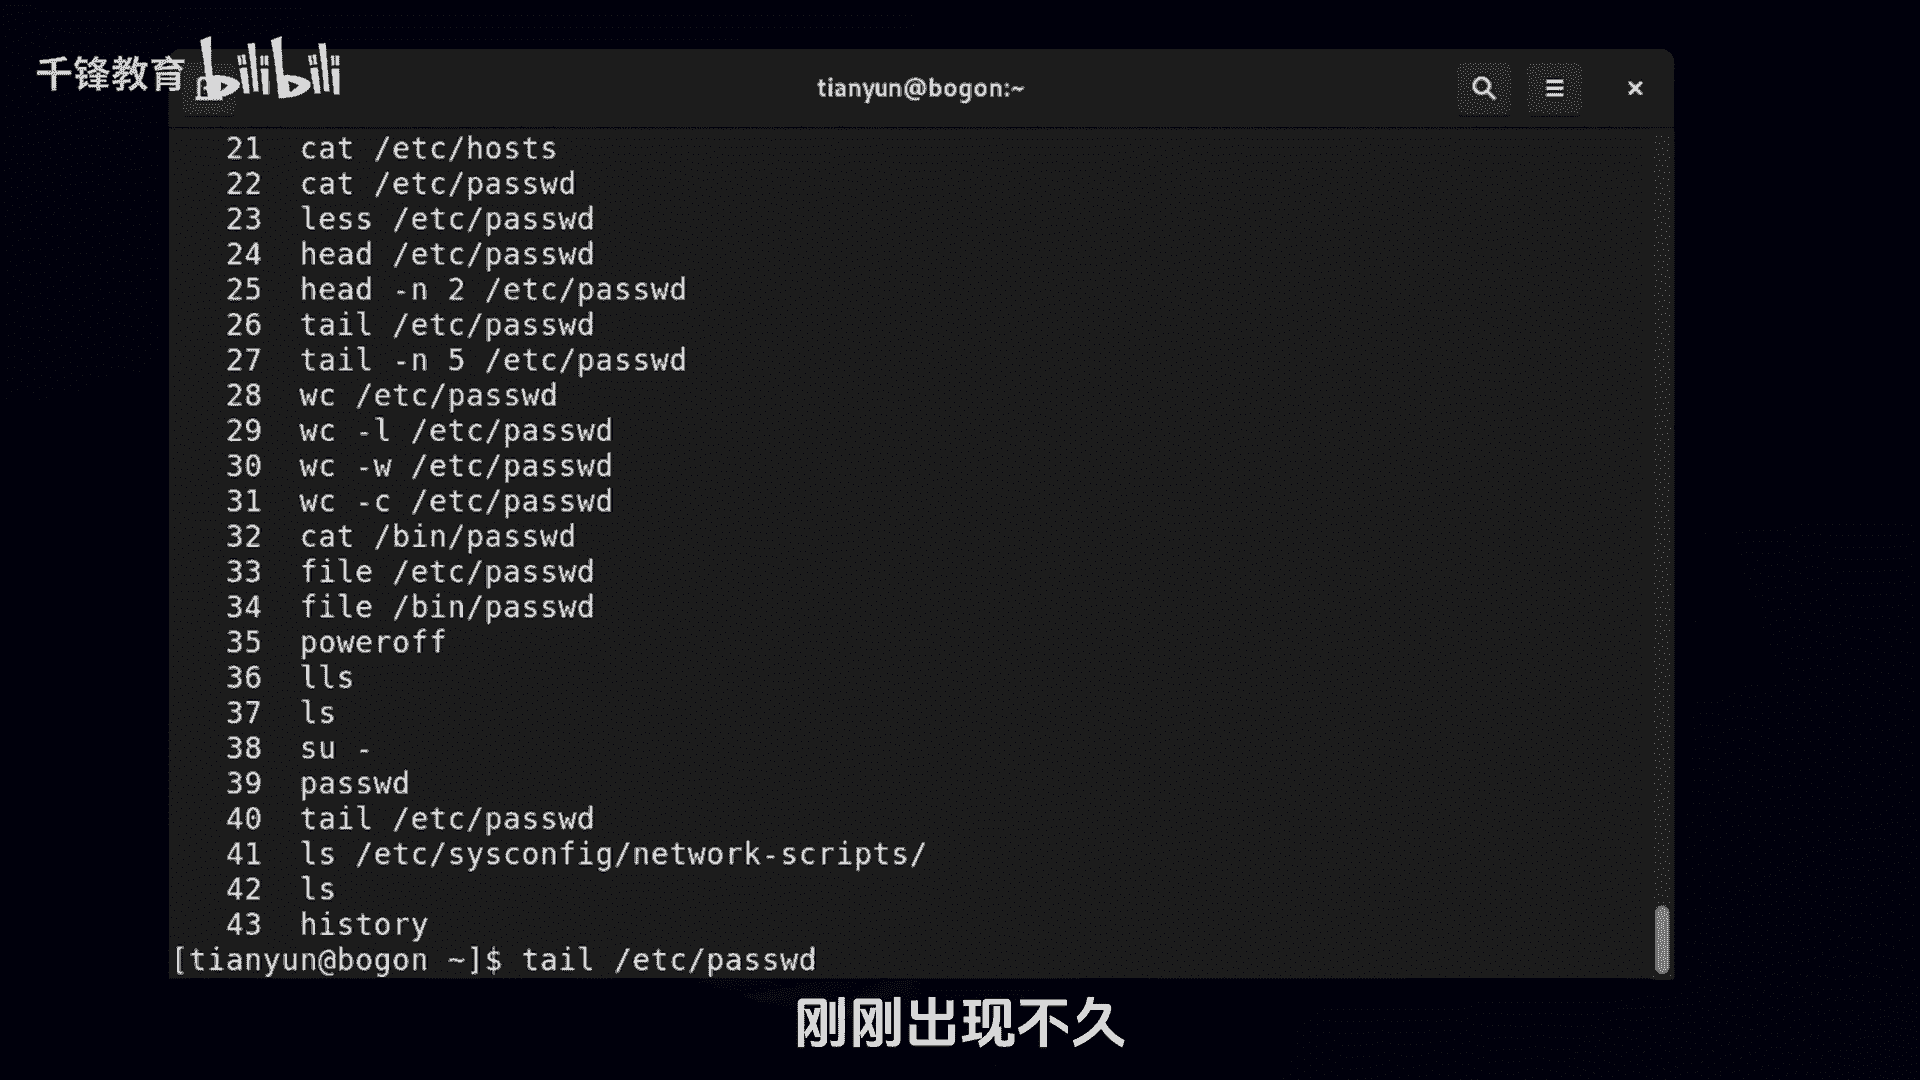 千锋教育 bilibili
tianyun@bogon:~
21 cat /etc/hosts
22 cat /etc/passwd
23 less /etc/passwd
24 head /etc/passwd
25 head -n 2 /etc/passwd
26 tail /etc/passwd
27 tail -n 5 /etc/passwd
28 wc /etc/passwd
29 wc -l /etc/passwd
30 wc -w /etc/passwd
31 wc -c /etc/passwd
32 cat /bin/passwd
33 file /etc/passwd
34 file /bin/passwd
35 poweroff
36 lls
37 ls
38 su -
39 passwd
40 tail /etc/passwd
41 ls /etc/sysconfig/network-scripts/
42 ls
43 history
[tianyun@bogon ~]$ tail /etc/passwd
刚刚出现不久